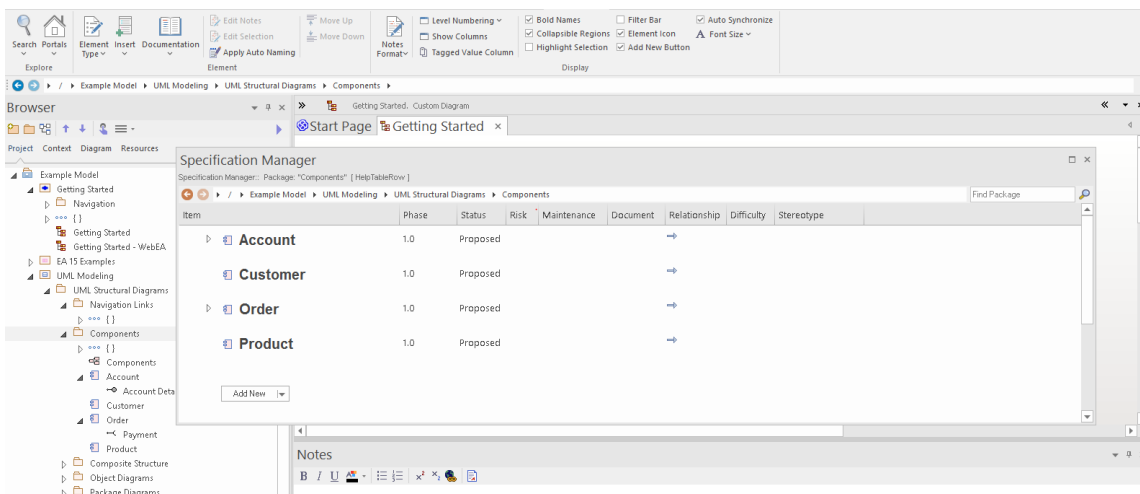 Search Portals
Element Type
Insert
Documentation
Edit Notes
Edit Selection
Apply Auto Naming
Move Up
Move Down
Notes Format
Level Numbering
Show Columns
Tagged Value Column
Bold Names
Collapsible Regions
Highlight Selection
Filter Bar
Element Icon
Add New Button
Auto Synchronize
A Font Size
Explore
Element
Display
/ Example Model UML Modeling UML Structural Diagrams Components
Browser
Getting Started. Custom Diagram
Start Page
Getting Started ×
Project Context Diagram Resources
Example Model
Getting Started
Navigation
{ }
Getting Started
Getting Started - WebEA
EA 15 Examples
UML Modeling
UML Structural Diagrams
Navigation Links
{ }
Components
{ }
Components
Account
Account Deta
Customer
Order
Payment
Product
Composite Structure
Object Diagrams
Package Diagrams
Specification Manager
Specification Manager:: Package: "Components" [ HelpTableRow ]
/ Example Model UML Modeling UML Structural Diagrams Components
Find Package
Item Phase Status Risk Maintenance Document Relationship Difficulty Stereotype
Account 1.0 Proposed
Customer 1.0 Proposed
Order 1.0 Proposed
Product 1.0 Proposed
Add New
Notes
B I U A x² x₂